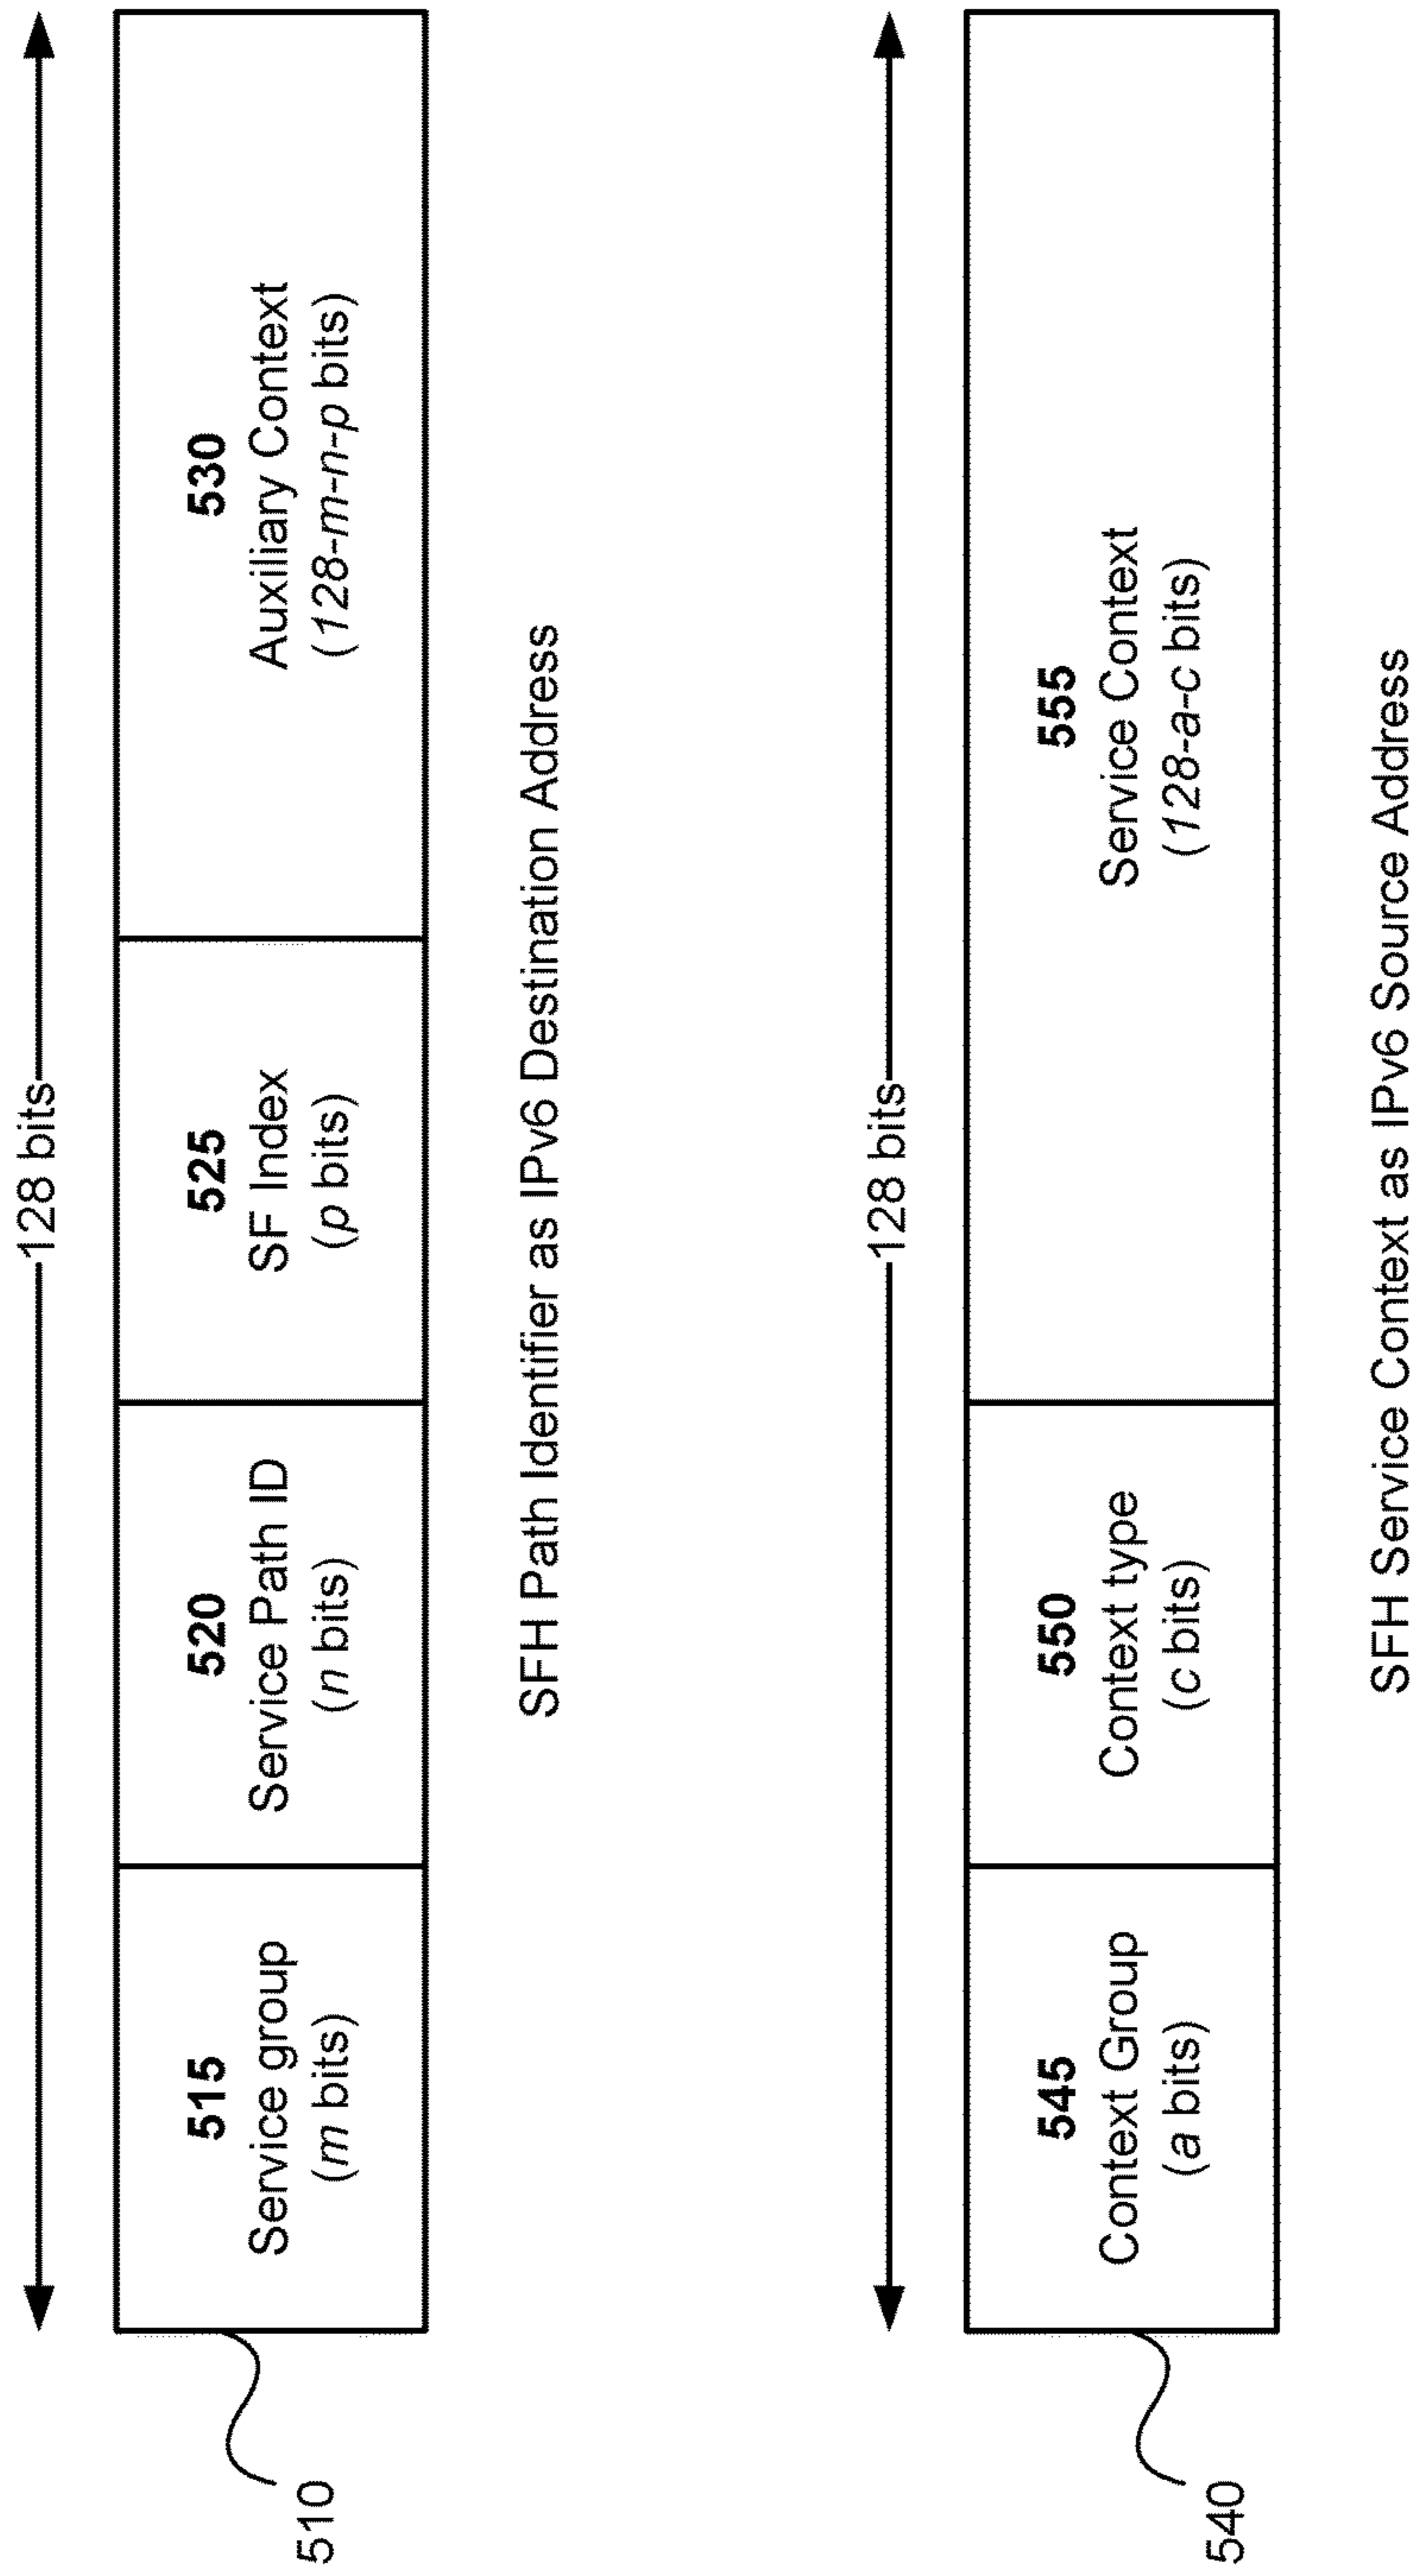 128 bits
510
515
Service group
(m bits)
520
Service Path ID
(n bits)
525
SF Index
(p bits)
530
Auxiliary Context
(128-m-n-p bits)
SFH Path Identifier as IPv6 Destination Address
128 bits
540
545
Context Group
(a bits)
550
Context type
(c bits)
555
Service Context
(128-a-c bits)
SFH Service Context as IPv6 Source Address